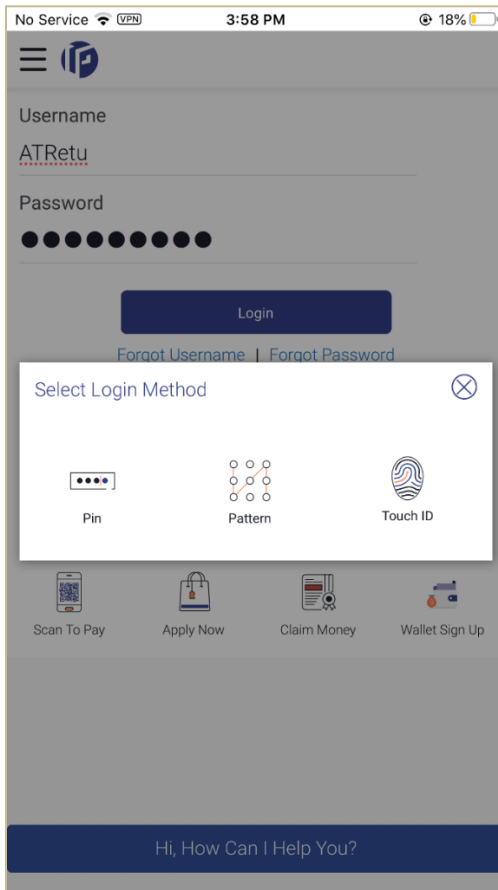 No Service VPN 3:58 PM 18%
Username
ATRetu
Password
Login
Forgot Username | Forgot Password
Select Login Method
Pin Pattern Touch ID
Scan To Pay Apply Now Claim Money Wallet Sign Up
Hi, How Can I Help You?